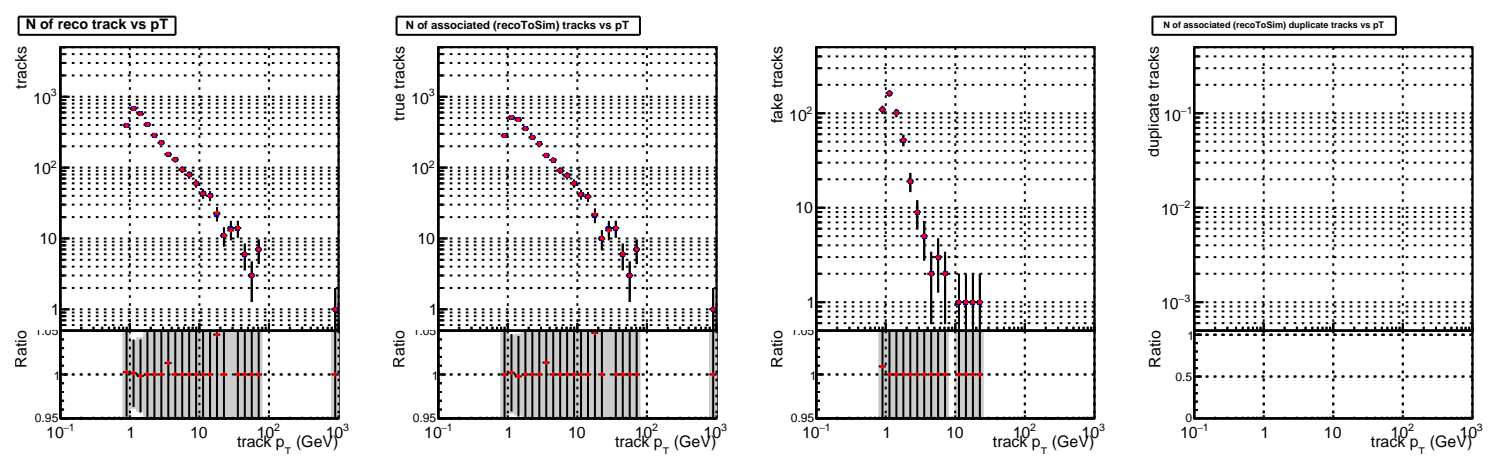 N of reco track vs pT
N of associated (recoToSim) tracks vs pT
N of associated (recoToSim) duplicate tracks vs pT
tracks
10³
10²
10
1
1.05
Ratio
1
0.95
10⁻¹ 1 10 10² 10³
track p_T (GeV)
true tracks
10³
10²
10
1
1.05
Ratio
1
0.95
10⁻¹ 1 10 10² 10³
track p_T (GeV)
fake tracks
10²
10
1
1.05
Ratio
1
0.95
10⁻¹ 1 10 10² 10³
track p_T (GeV)
duplicate tracks
10⁻¹
10⁻²
10⁻³
Ratio
1
0.5
0
10⁻¹ 1 10 10² 10³
track p_T (GeV)